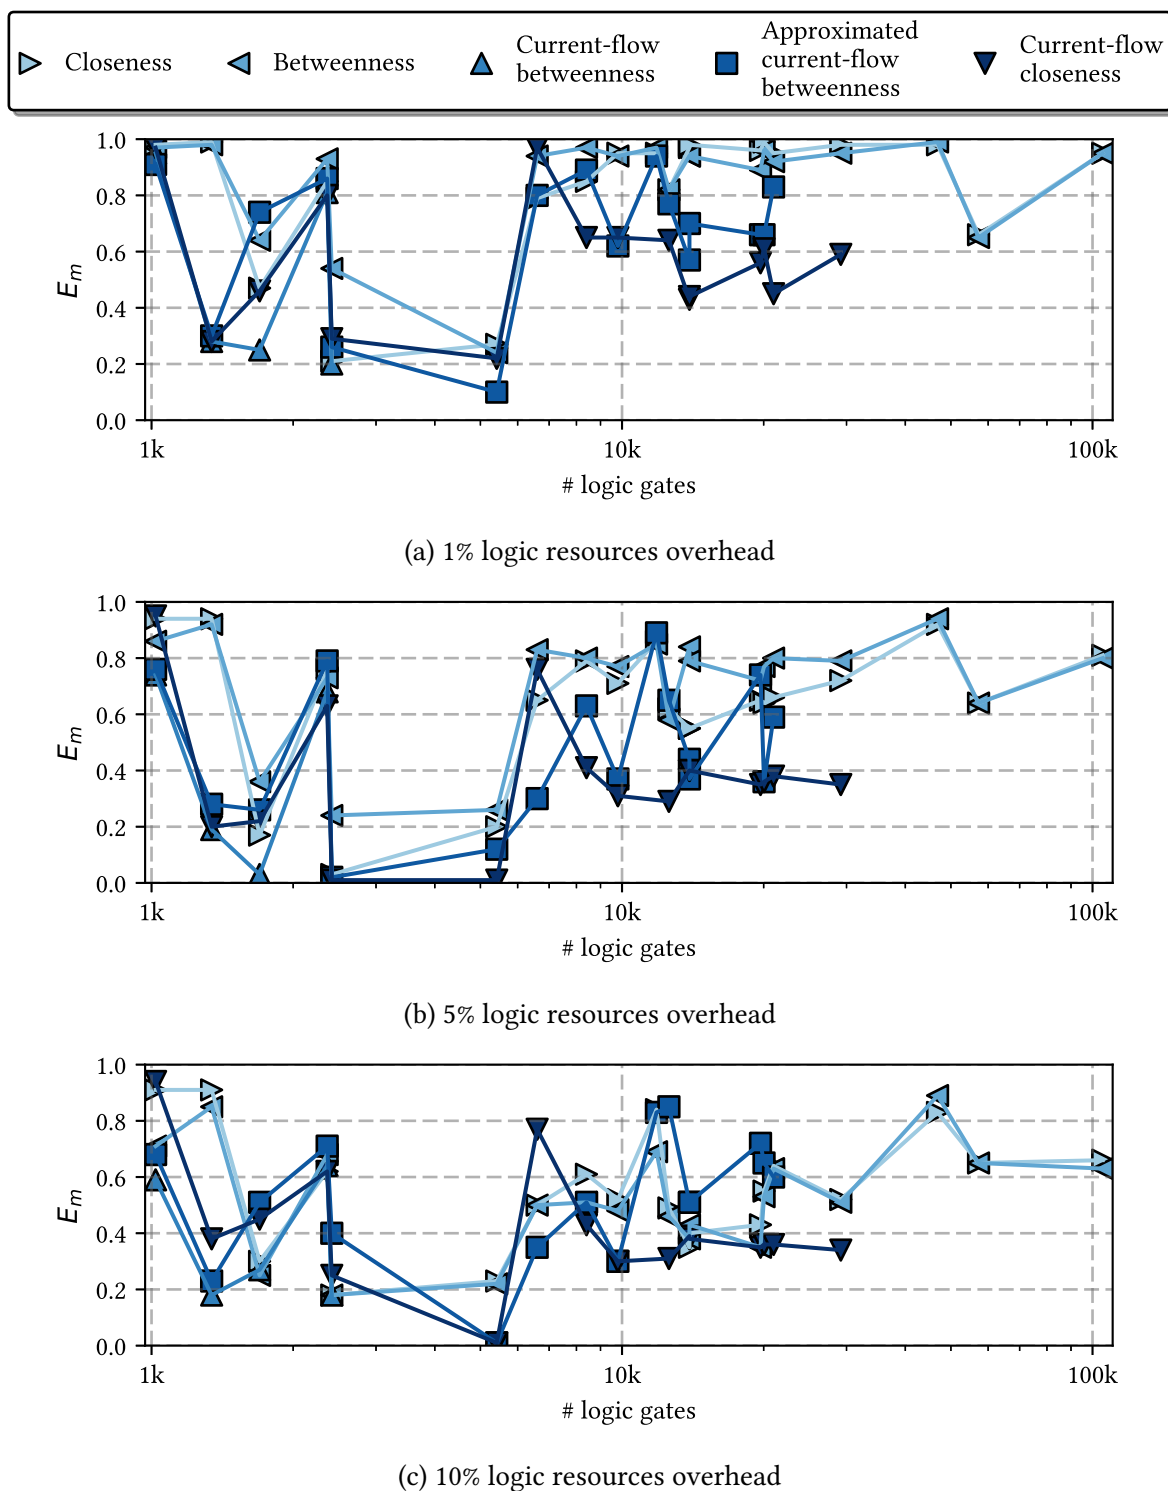 Closeness
Betweenness
Current-flow
betweenness
Approximated
current-flow
betweenness
Current-flow
closeness
1.0
0.8
0.6
0.4
0.2
0.0
E_m
1k 10k 100k
# logic gates
(a) 1% logic resources overhead
1.0
0.8
0.6
0.4
0.2
0.0
E_m
1k 10k 100k
# logic gates
(b) 5% logic resources overhead
1.0
0.8
0.6
0.4
0.2
0.0
E_m
1k 10k 100k
# logic gates
(c) 10% logic resources overhead